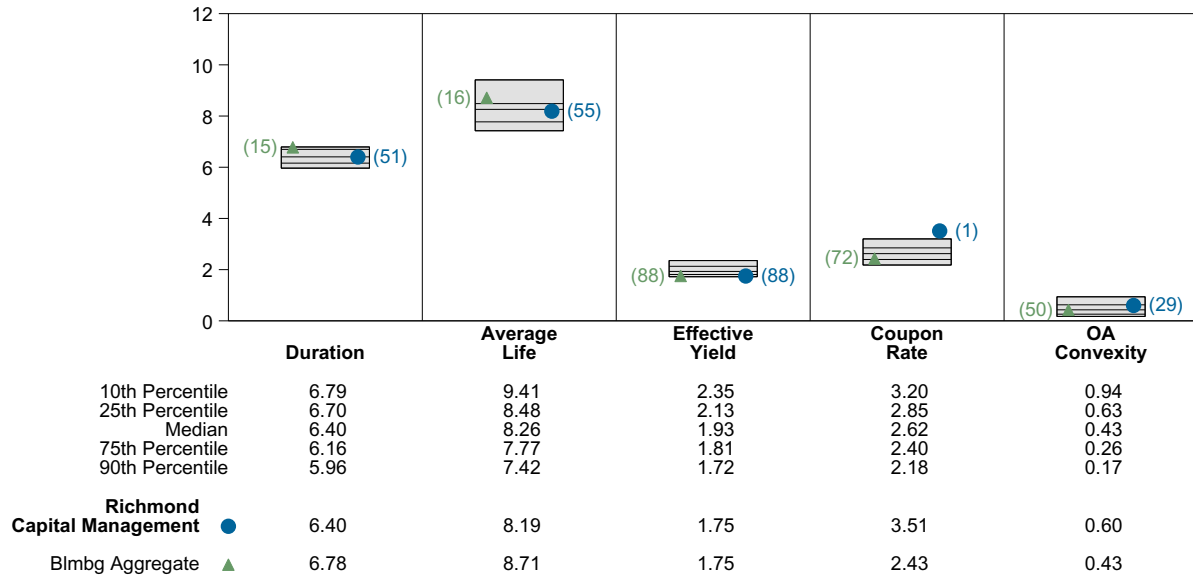 12
10
8
6
4
2
0
(15)
(51)
(16)
(55)
(88)
(88)
(72)
(1)
(50)
(29)
Duration
Average
Life
Effective
Yield
Coupon
Rate
OA
Convexity
10th Percentile 6.79 9.41 2.35 3.20 0.94
25th Percentile 6.70 8.48 2.13 2.85 0.63
Median 6.40 8.26 1.93 2.62 0.43
75th Percentile 6.16 7.77 1.81 2.40 0.26
90th Percentile 5.96 7.42 1.72 2.18 0.17
Richmond
Capital Management 6.40 8.19 1.75 3.51 0.60
Blmbg Aggregate 6.78 8.71 1.75 2.43 0.43